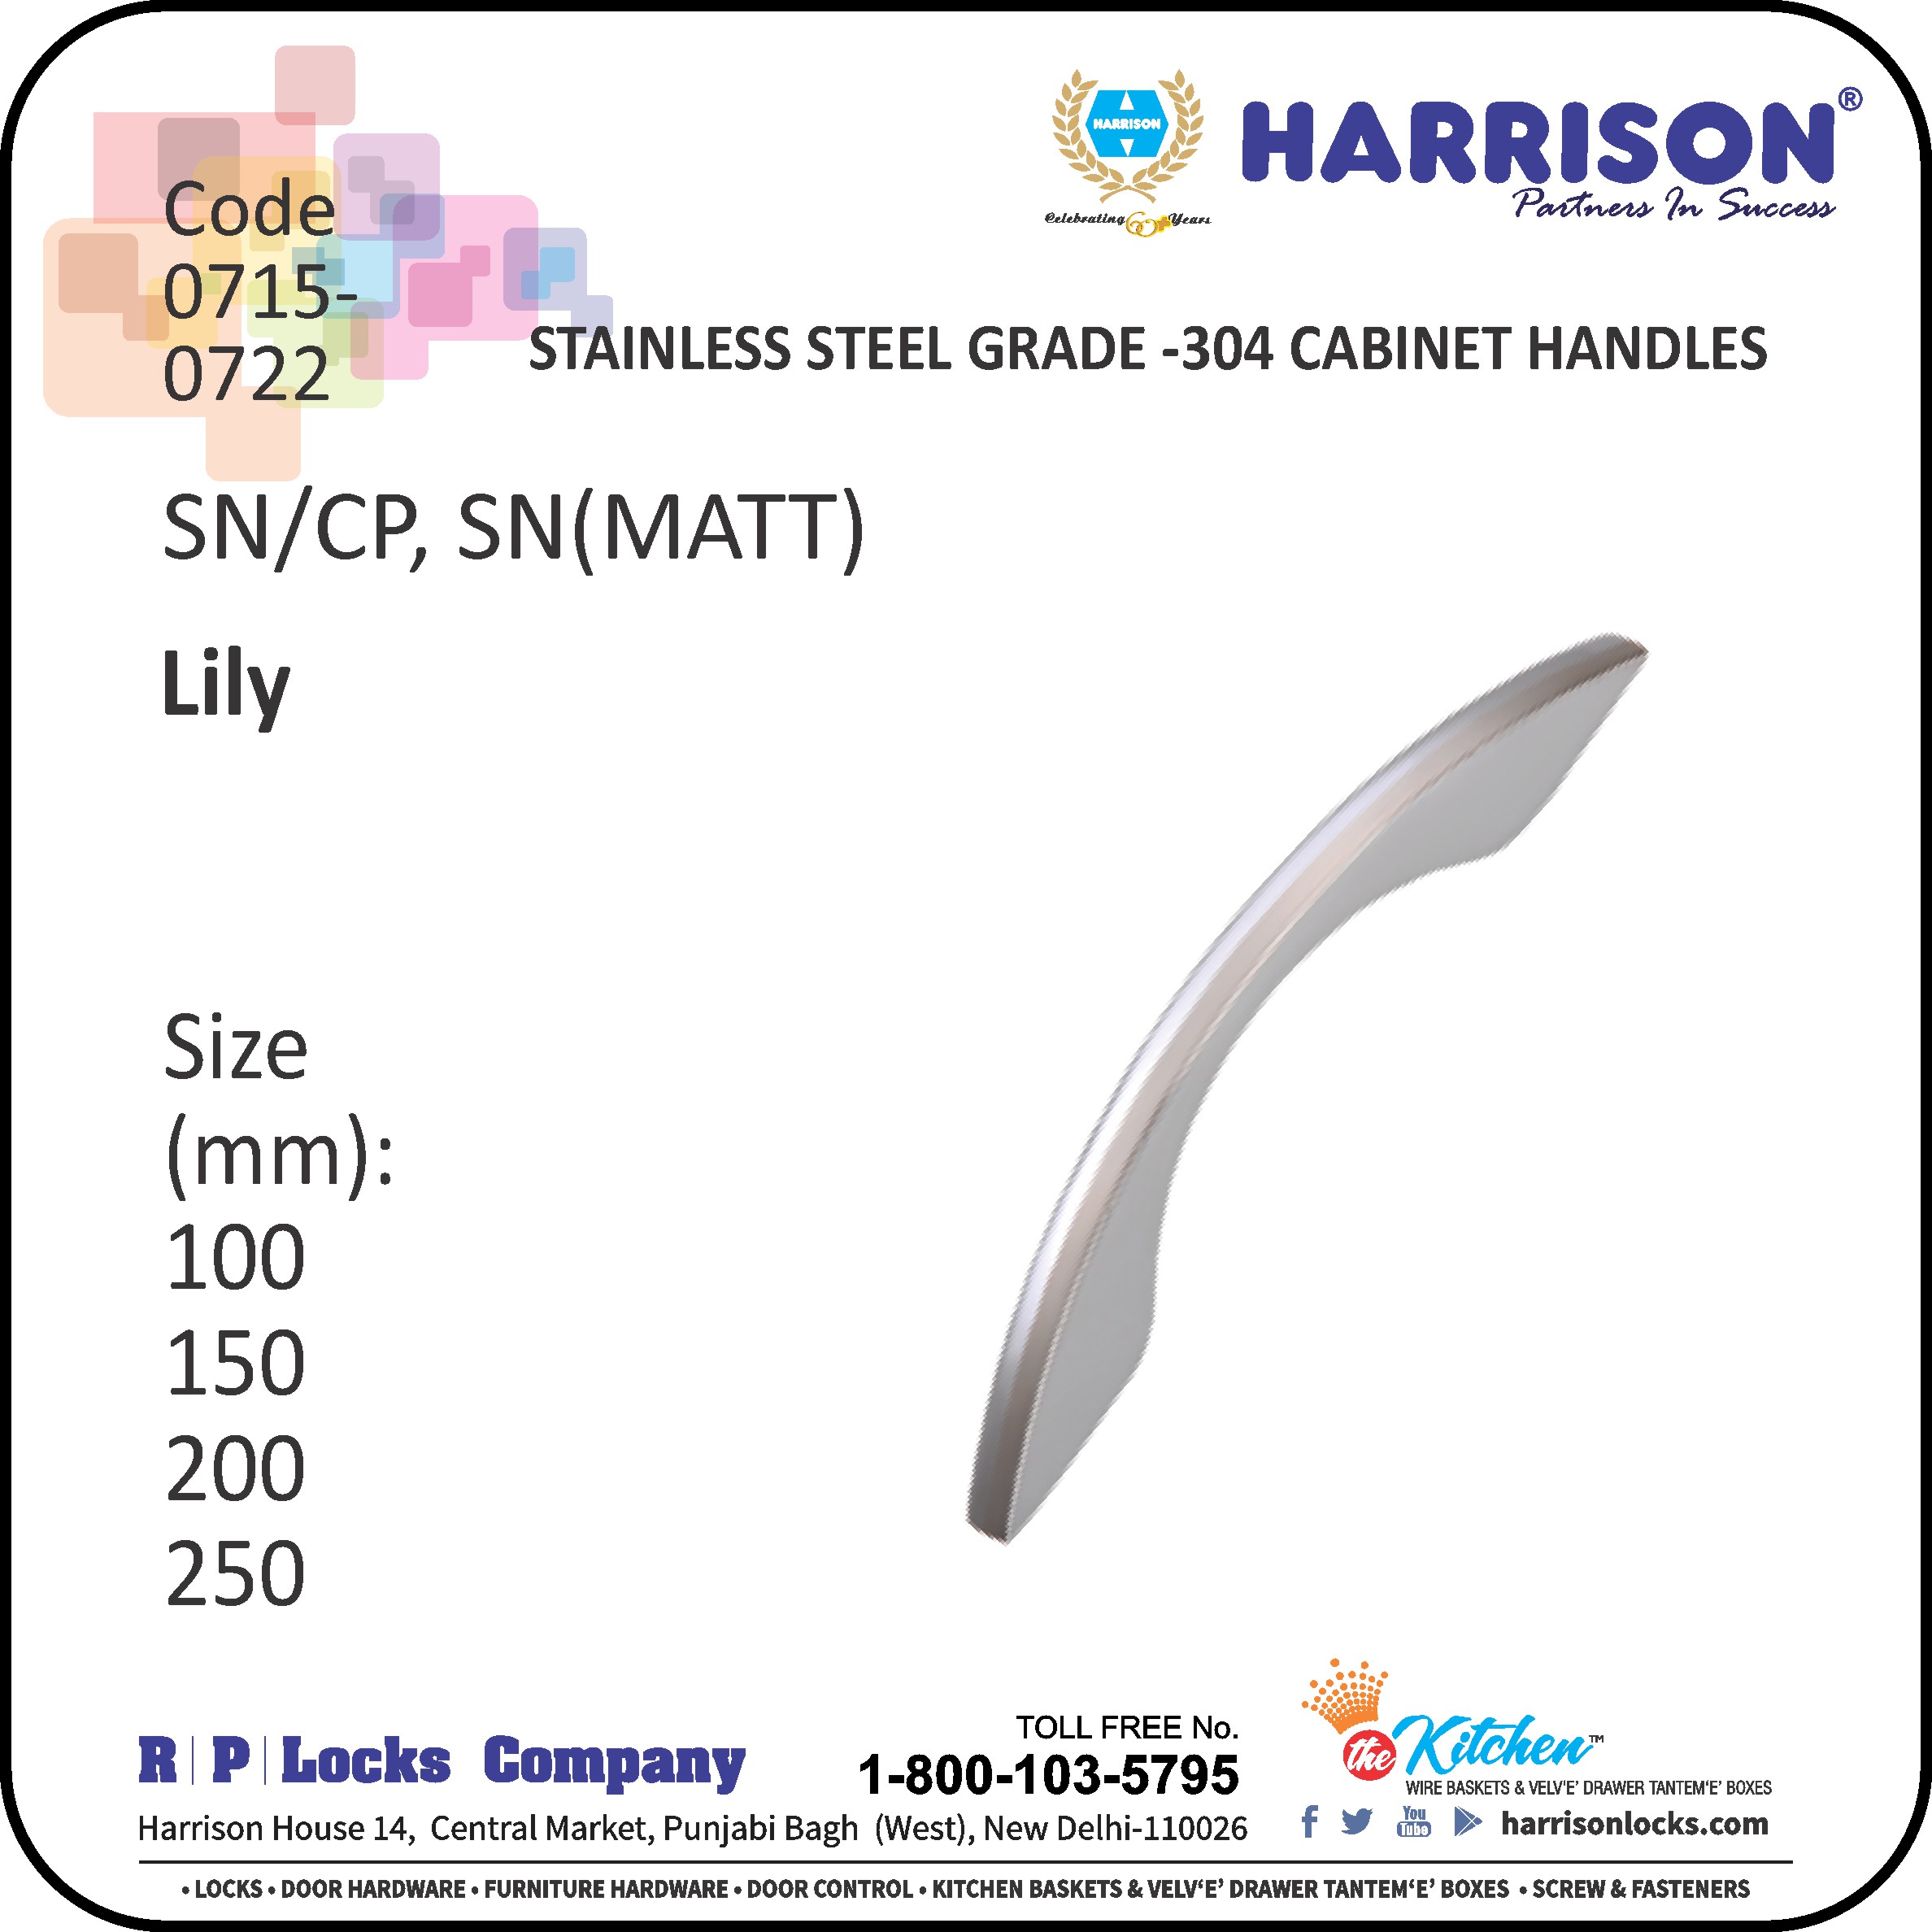 HARRISON
Celebrating 60+ Years
HARRISON®
Partners In Success
Code
0715-
0722
STAINLESS STEEL GRADE -304 CABINET HANDLES
SN/CP, SN(MATT)
Lily
Size
(mm):
100
150
200
250
R P Locks Company
TOLL FREE No.
1-800-103-5795
Harrison House 14, Central Market, Punjabi Bagh (West), New Delhi-110026
the Kitchen™
WIRE BASKETS & VELV'E' DRAWER TANTEM'E' BOXES
f You Tube harrisonlocks.com
• LOCKS • DOOR HARDWARE • FURNITURE HARDWARE • DOOR CONTROL • KITCHEN BASKETS & VELV‘E’ DRAWER TANTEM‘E’ BOXES • SCREW & FASTENERS